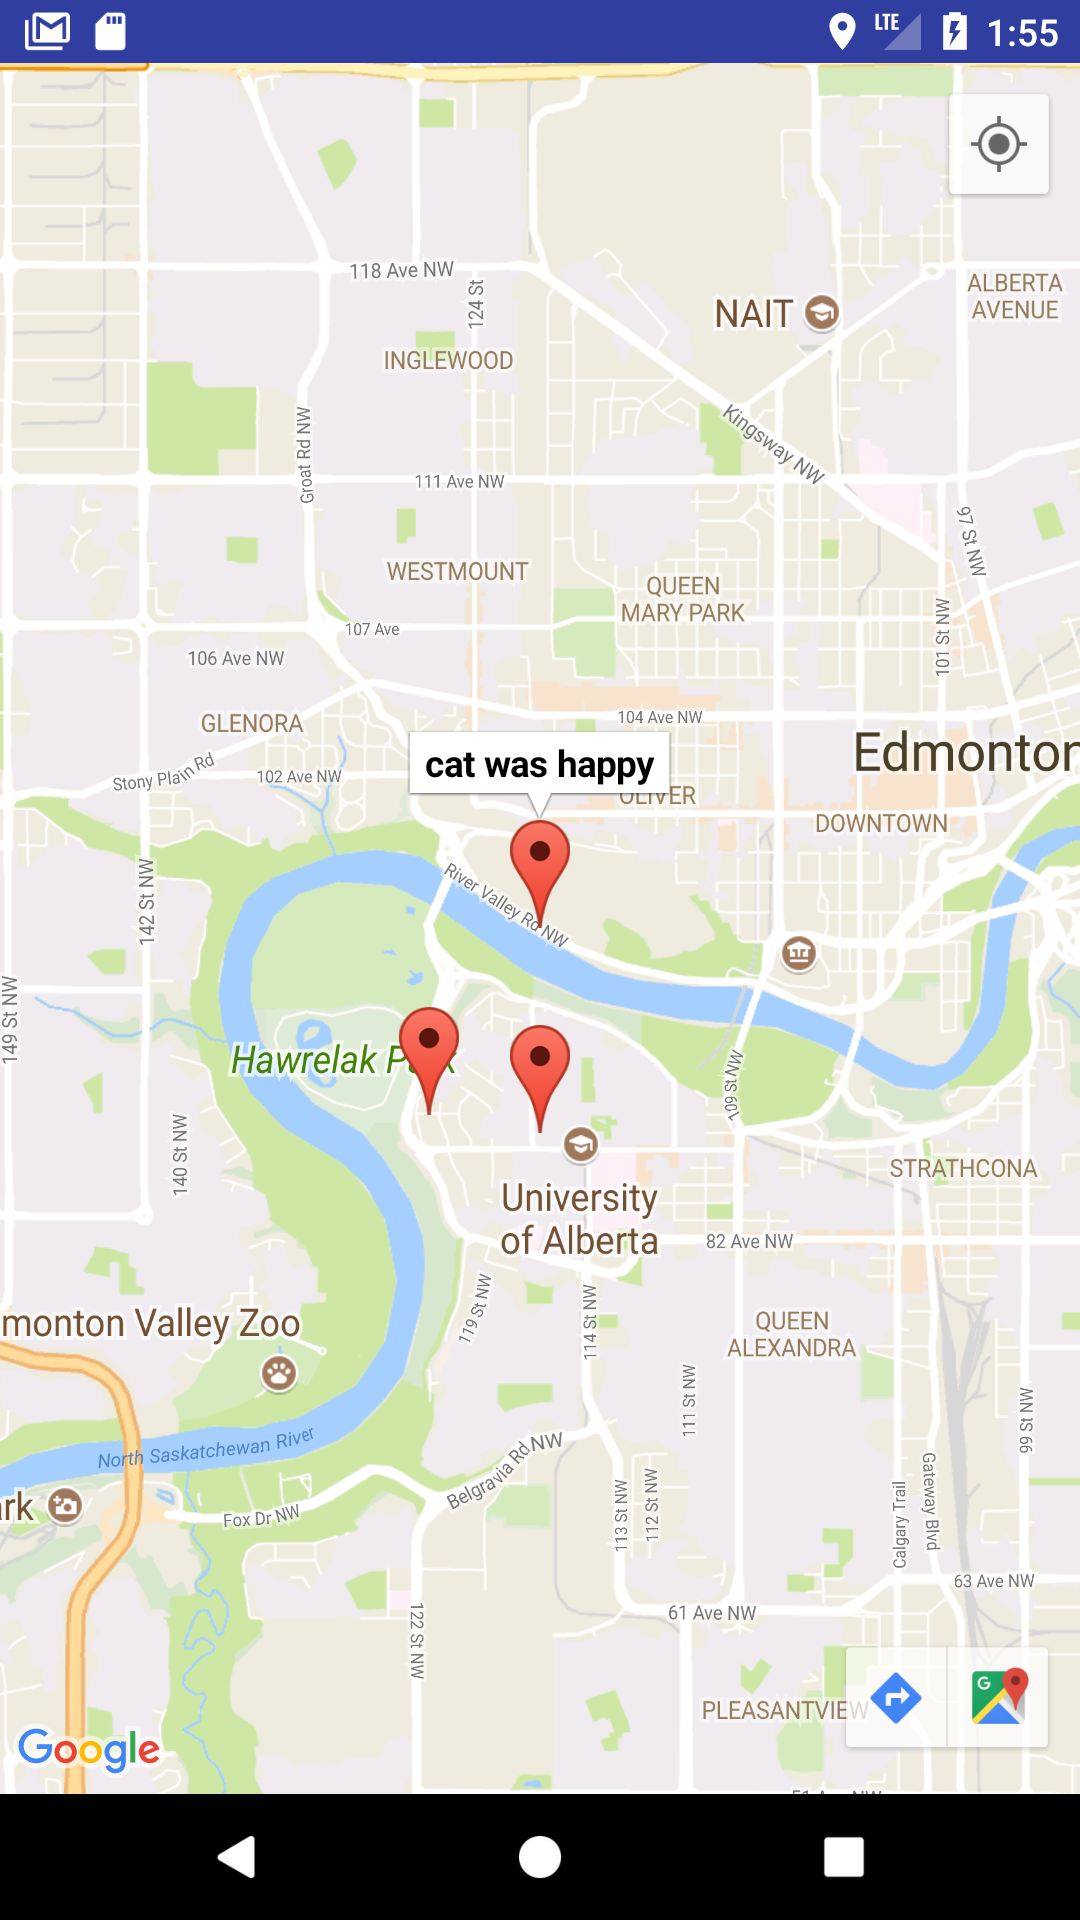 LTE 1:55
118 Ave NW
124 St
NAIT
ALBERTA
AVENUE
INGLEWOOD
Groat Rd NW
Kingsway NW
111 Ave NW
97 St NW
WESTMOUNT
QUEEN
MARY PARK
107 Ave
101 St NW
106 Ave NW
GLENORA
104 Ave NW
Stony Plain Rd
102 Ave NW
cat was happy
Edmonton
OLIVER
DOWNTOWN
142 St NW
River Valley Rd NW
149 St NW
Hawrelak P k
109 St NW
140 St NW
STRATHCONA
University
of Alberta
82 Ave NW
119 St NW
114 St NW
monton Valley Zoo
QUEEN
ALEXANDRA
111 St NW
99 St NW
North Saskatchewan River
Belgravia Rd NW
Gateway Blvd
ark
Fox Dr NW
113 St NW
112 St NW
Calgary Trail
63 Ave NW
122 St NW
61 Ave NW
G
PLEASANTVIEW
Google